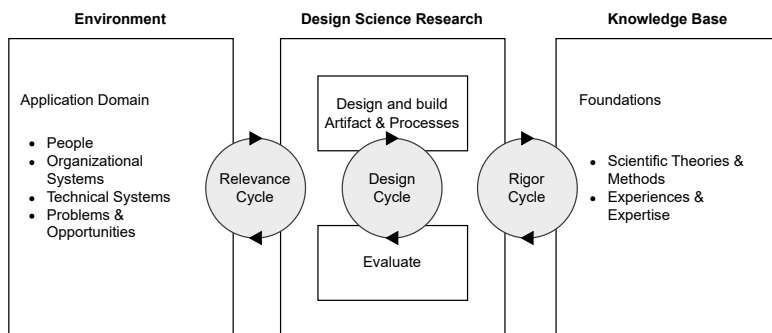 Environment
Design Science Research
Knowledge Base
Application Domain
• People
• Organizational
Systems
• Technical Systems
• Problems &
Opportunities
Relevance
Cycle
Design and build
Artifact & Processes
Design
Cycle
Evaluate
Rigor
Cycle
Foundations
• Scientific Theories &
Methods
• Experiences &
Expertise